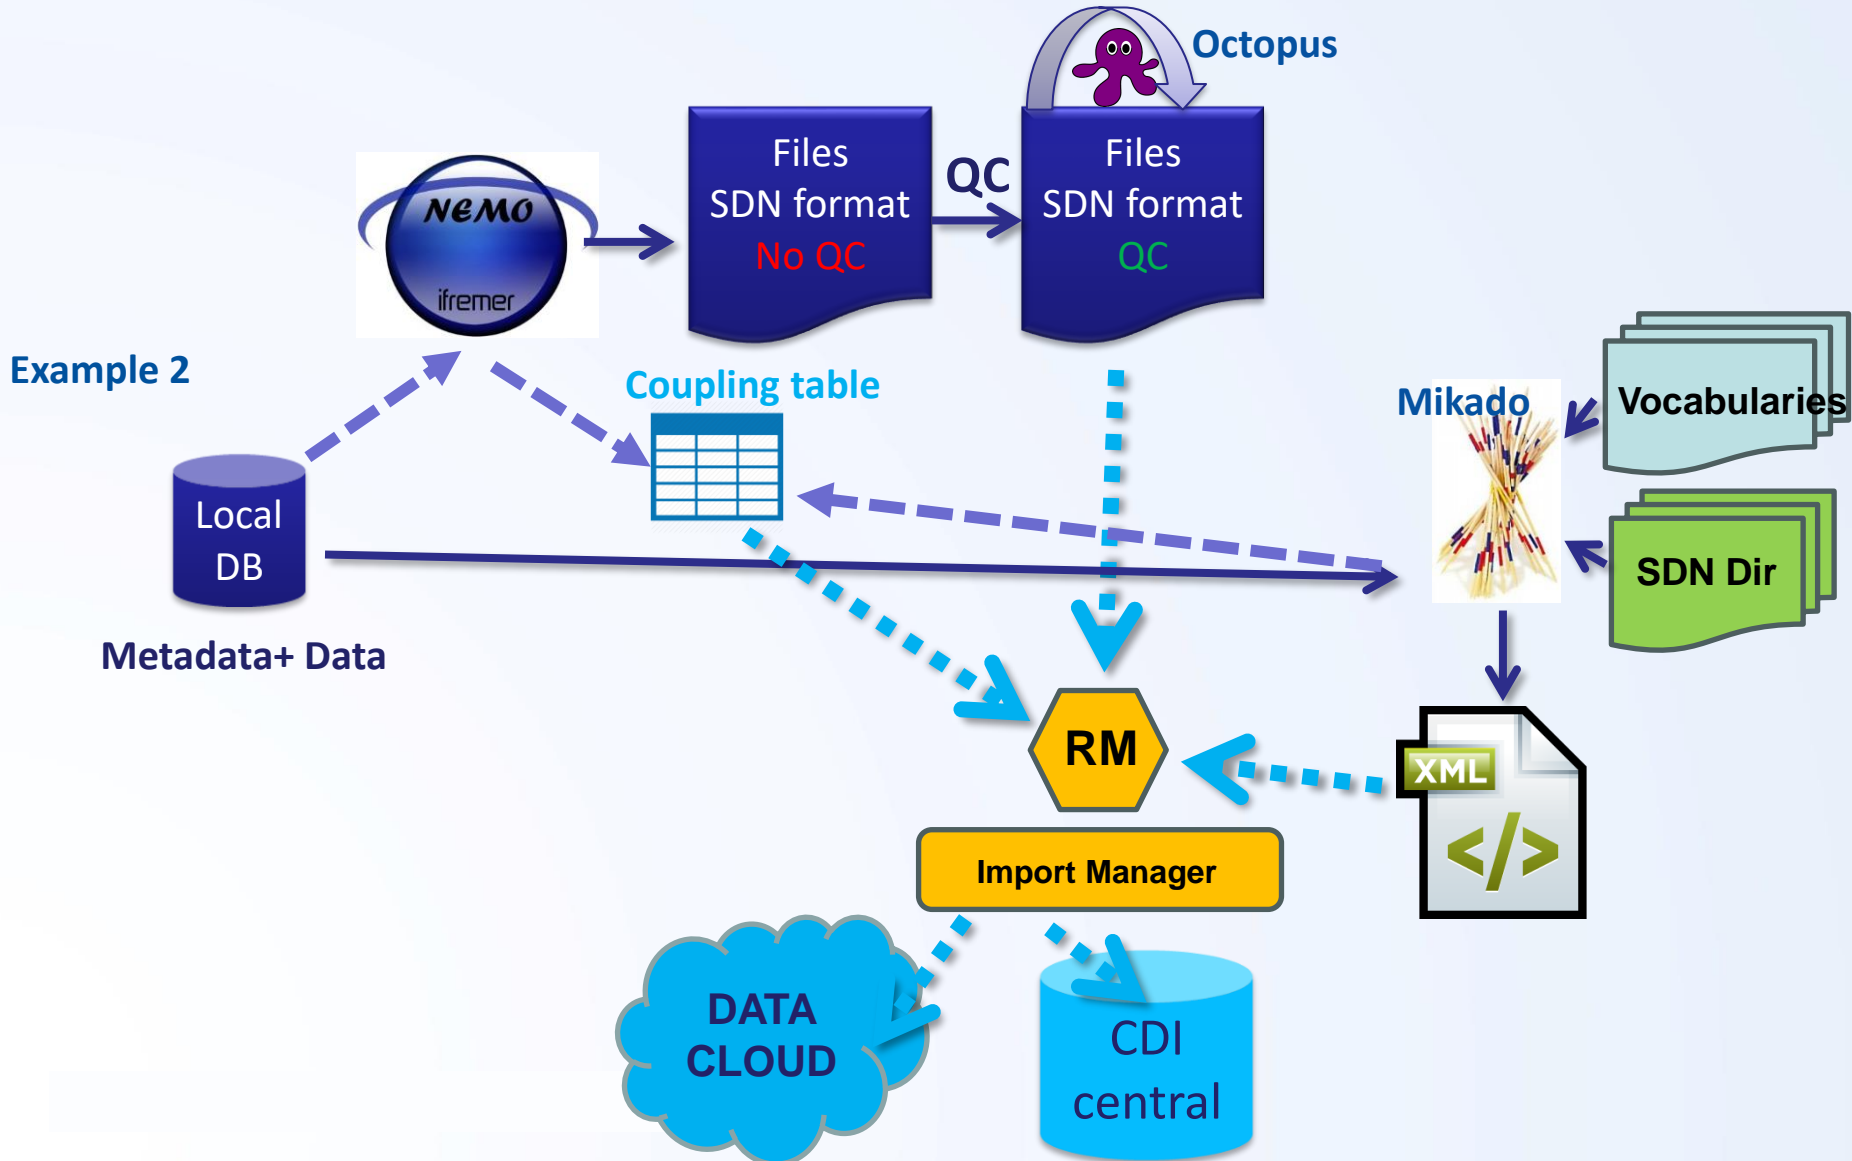 Octopus
Files
SDN format
No QC
QC
Files
SDN format
QC
NEMO
ifremer
Example 2
Coupling table
Mikado
Vocabularies
Local
DB
SDN Dir
Metadata+ Data
RM
XML
</>
Import Manager
DATA
CLOUD
CDI
central